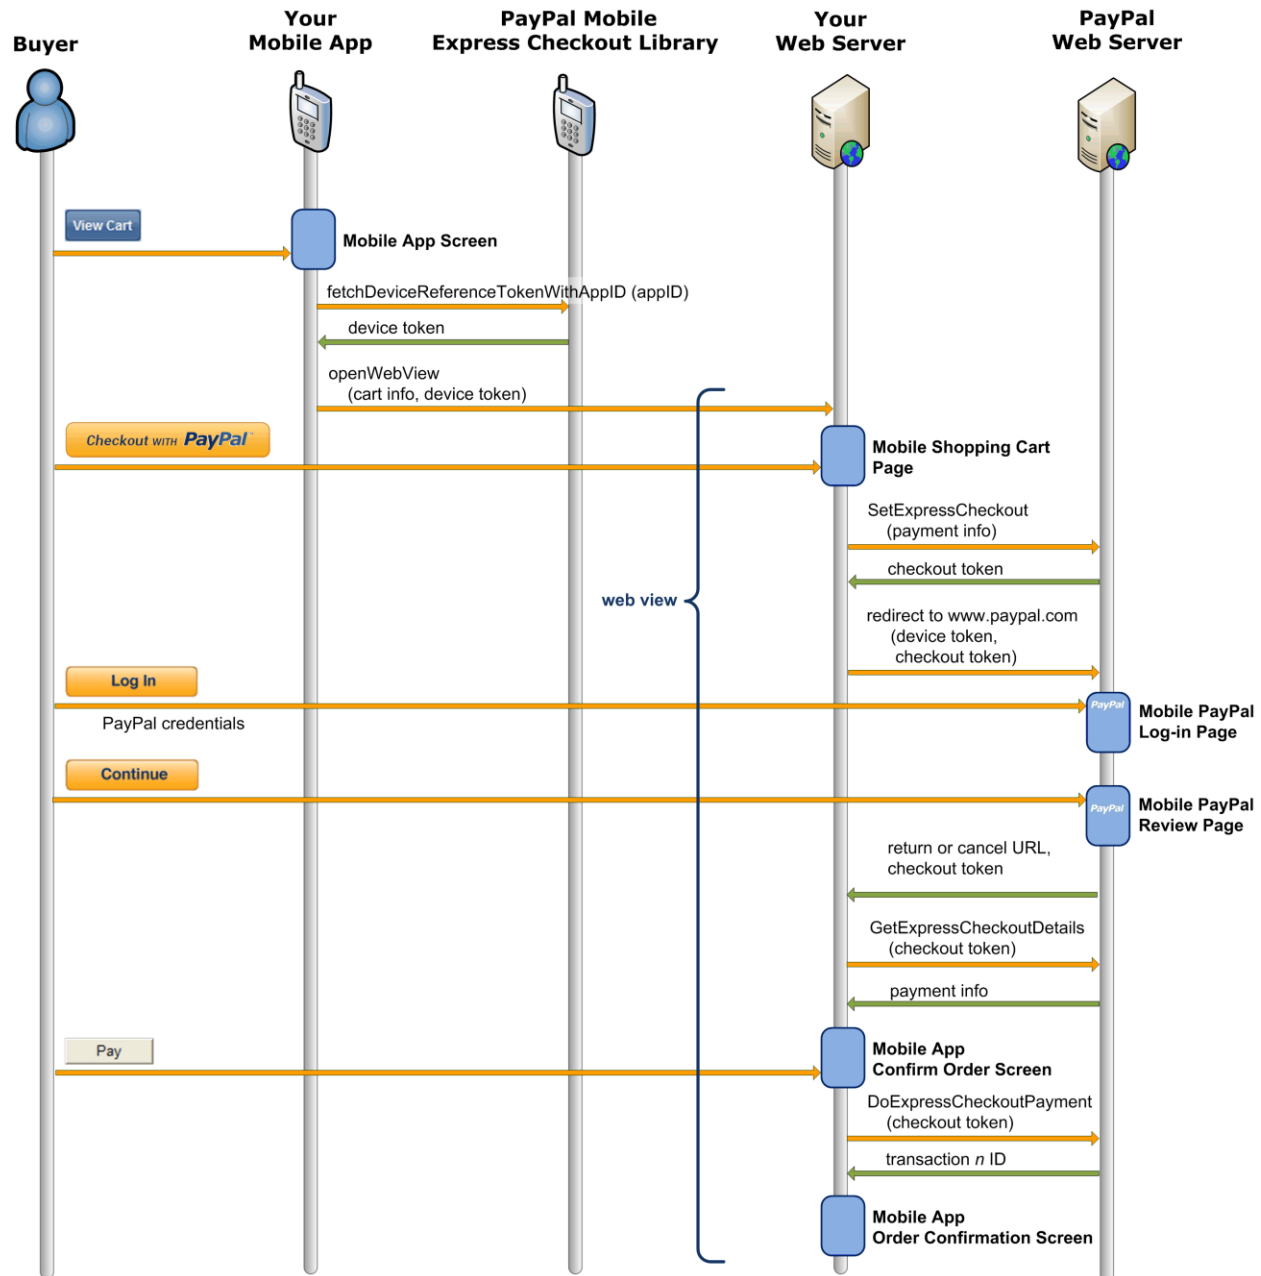 Buyer
Your
Mobile App
PayPal Mobile
Express Checkout Library
Your
Web Server
PayPal
Web Server
View Cart
Mobile App Screen
fetchDeviceReferenceTokenWithAppID (appID)
device token
openWebView
(cart info, device token)
Checkout WITH PayPal
Mobile Shopping Cart
Page
SetExpressCheckout
(payment info)
checkout token
web view
redirect to www.paypal.com
(device token,
checkout token)
Log In
PayPal credentials
PayPal
Mobile PayPal
Log-in Page
Continue
PayPal
Mobile PayPal
Review Page
return or cancel URL,
checkout token
GetExpressCheckoutDetails
(checkout token)
payment info
Pay
Mobile App
Confirm Order Screen
DoExpressCheckoutPayment
(checkout token)
transaction n ID
Mobile App
Order Confirmation Screen